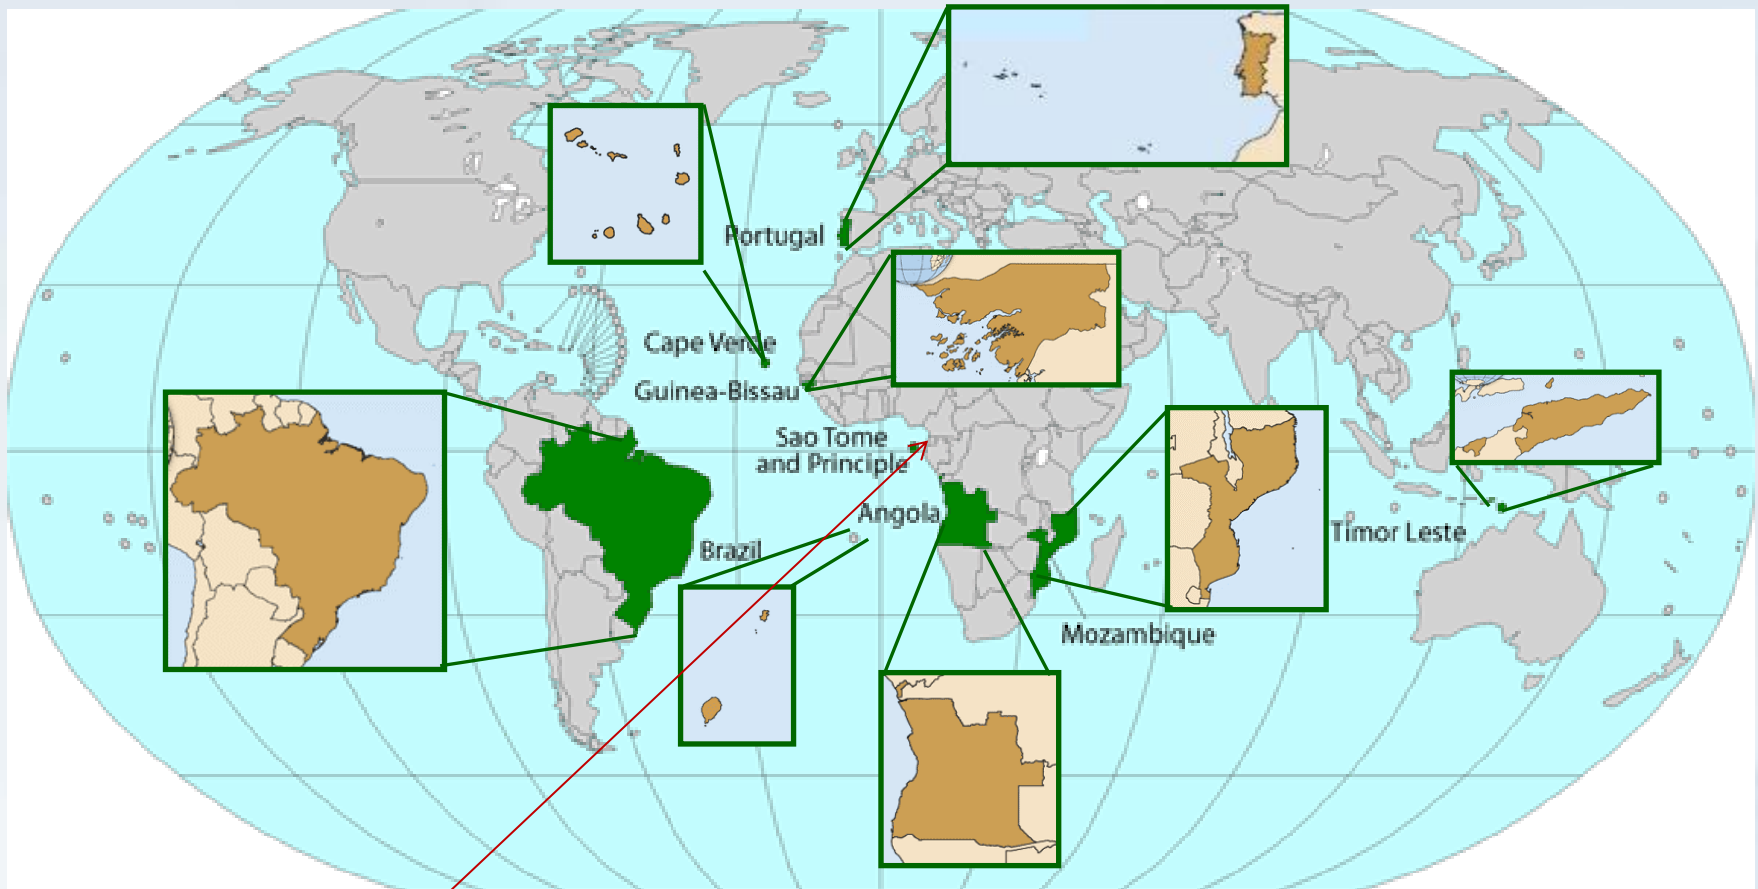 Portugal
Cape Verde
Guinea-Bissau
Sao Tome
and Principle
Angola
Brazil
Timor Leste
Mozambique